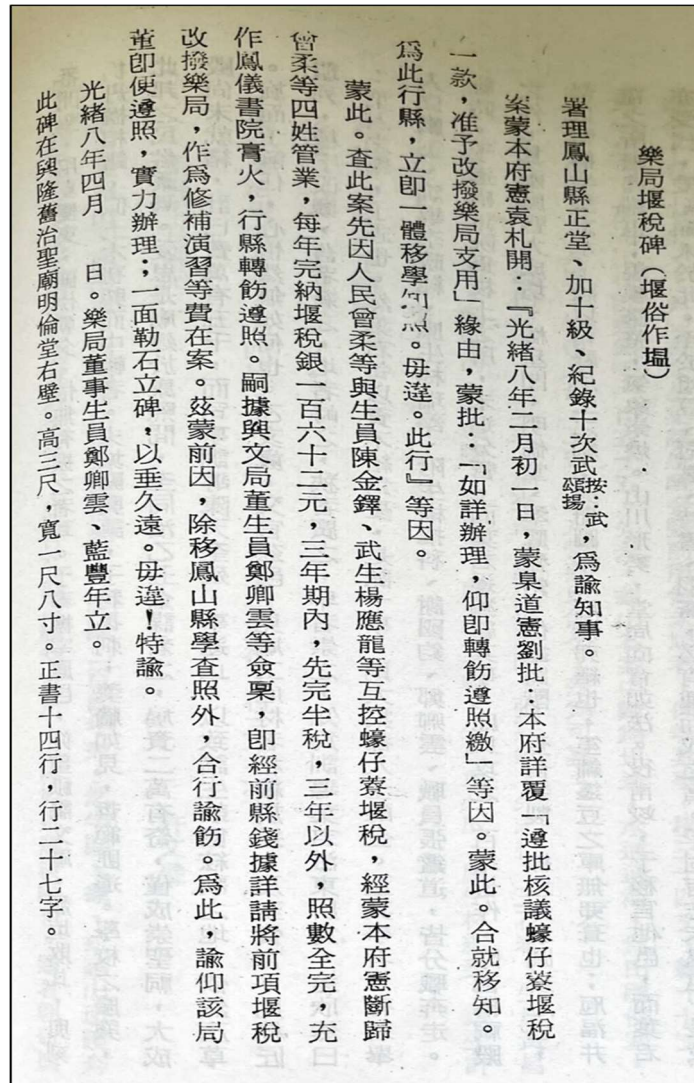 樂局堰稅碑（堰俗作塭）
署理鳳山縣正堂、加十級、紀錄十次武按：武頌揚，爲諭知事。
案蒙本府憲袁札開：『光緒八年二月初一日，蒙臬道憲劉批：本府詳覆「遵批核議蠔仔藔堰稅
一款，准予改撥樂局支用」緣由，蒙批：「如詳辦理，仰即轉飭遵照繳」等因。蒙此。合就移知。
爲此行縣，立即一體移學知照。毋違。此行』等因。
蒙此。查此案先因人民曾柔等與生員陳金鐸、武生楊應龍等互控蠔仔藔堰稅，經蒙本府憲斷歸
曾柔等四姓管業，每年完納堰稅銀一百六十二元，三年期內，先完半稅，三年以外，照數全完，充
作鳳儀書院膏火，行縣轉飭遵照。嗣據興文局董生員鄭卿雲等僉稟，即經前縣錢據詳請將前項堰稅
改撥樂局，作爲修補演習等費在案。茲蒙前因，除移鳳山縣學查照外，合行諭飭。爲此，諭仰該局
董即便遵照，實力辦理；一面勒石立碑，以垂久遠。毋違！特諭。
光緒八年四月　　日。樂局董事生員鄭卿雲、藍豐年立。
此碑在興隆舊治聖廟明倫堂右壁。高三尺，寬一尺八寸。正書十四行，行二十七字。